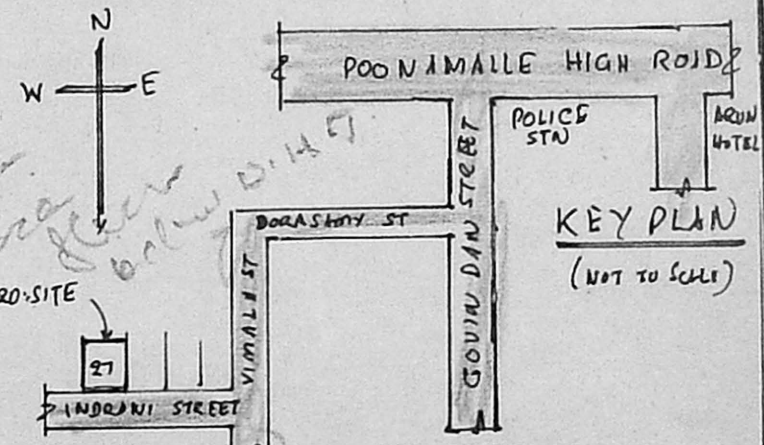 N
W E
POONAMALLE HIGH ROAD
POLICE
STN
ARUN
HOTEL
GOVINDAN STREET
DORASAMY ST
KEY PLAN
(NOT TO SCALE)
VIMALA ST
RO.SITE
27
INDRANI STREET